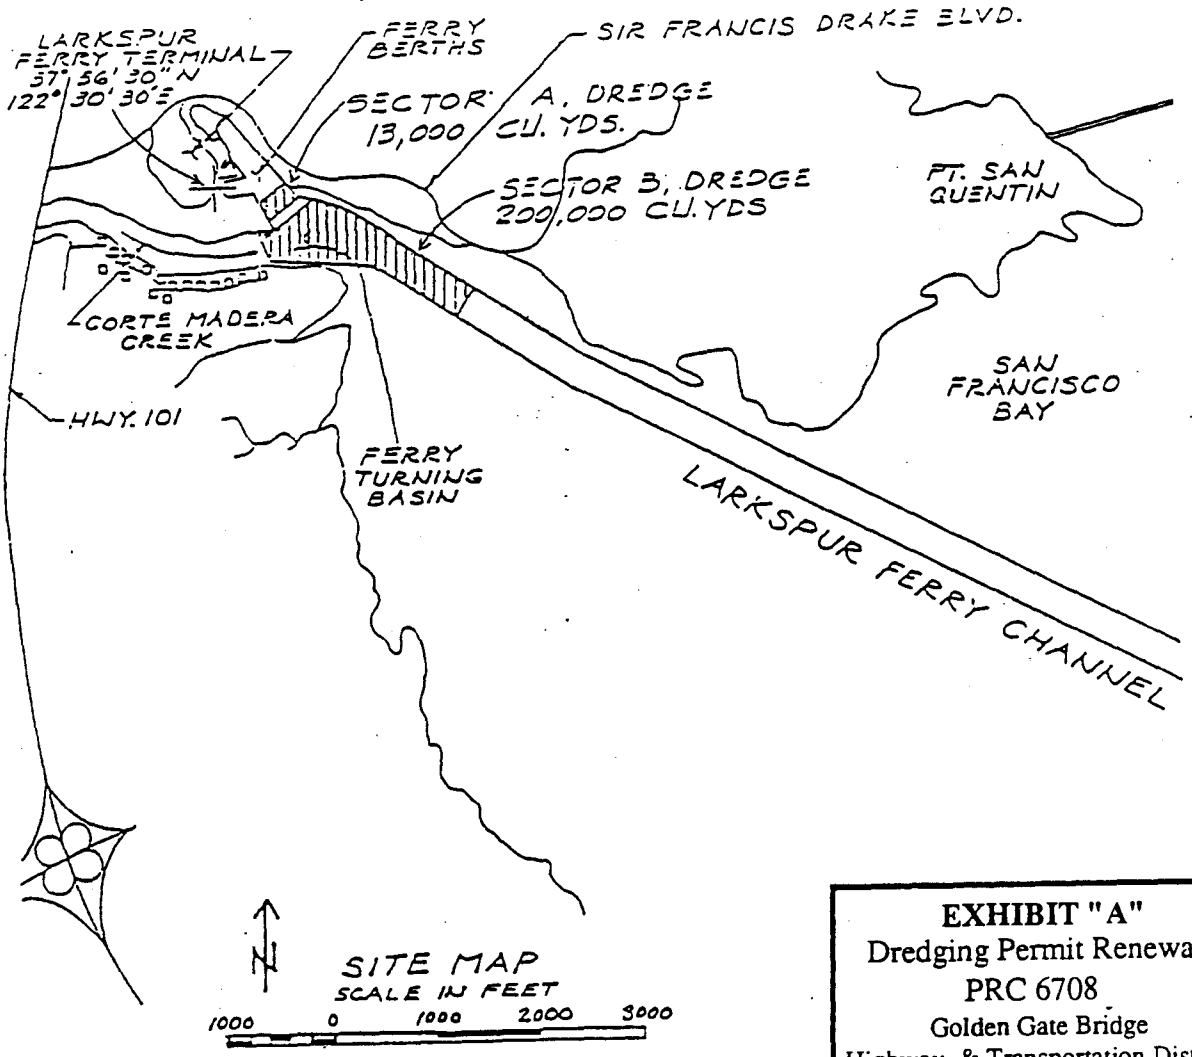 LARKSPUR
FERRY TERMINAL
37° 56' 30" N
122° 30' 30" E
FERRY
BERTHS
SIR FRANCIS DRAKE BLVD.
SECTOR A, DREDGE
13,000 CU. YDS.
SECTOR B, DREDGE
200,000 CU. YDS
PT. SAN
QUENTIN
CORTE MADERA
CREEK
SAN
FRANCISCO
BAY
HWY. 101
FERRY
TURNING
BASIN
LARKSPUR FERRY CHANNEL
N
SITE MAP
SCALE IN FEET
1000 0 1000 2000 3000
EXHIBIT "A"
Dredging Permit Renewa
PRC 6708
Golden Gate Bridge
Highway & Transportation Dist